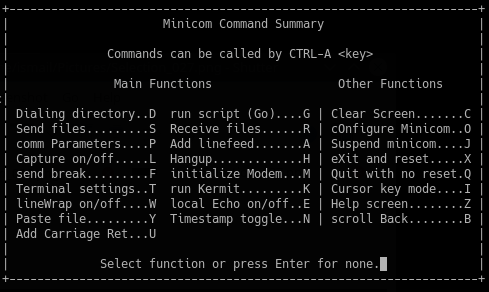 Minicom Command Summary
Commands can be called by CTRL-A <key>
Main Functions Other Functions
Dialing directory..D run script (Go)....G | Clear Screen.......C
Send files.........S Receive files......R | cOnfigure Minicom..O
comm Parameters....P Add linefeed.......A | Suspend minicom....J
Capture on/off.....L Hangup.............H | eXit and reset.....X
send break.........F initialize Modem...M | Quit with no reset.Q
Terminal settings..T run Kermit.........K | Cursor key mode....I
lineWrap on/off....W local Echo on/off..E | Help screen........Z
Paste file.........Y Timestamp toggle...N | scroll Back........B
Add Carriage Ret...U
Select function or press Enter for none.